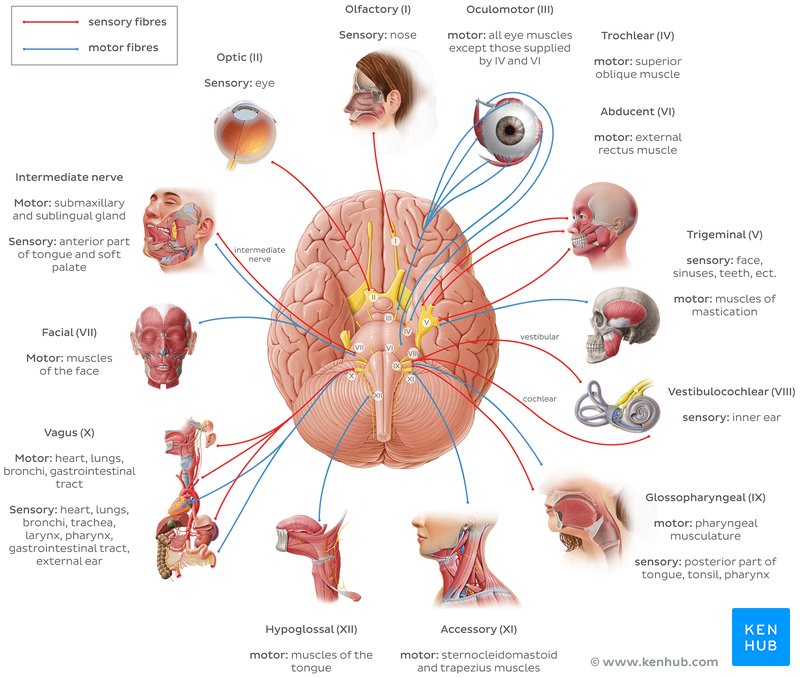 sensory fibres
motor fibres
Olfactory (I)
Sensory: nose
Oculomotor (III)
motor: all eye muscles
except those supplied
by IV and VI
Trochlear (IV)
motor: superior
oblique muscle
Optic (II)
Sensory: eye
Abducent (VI)
motor: external
rectus muscle
Intermediate nerve
Motor: submaxillary
and sublingual gland
Sensory: anterior part
of tongue and soft
palate
intermediate
nerve
Trigeminal (V)
sensory: face,
sinuses, teeth, ect.
motor: muscles of
mastication
I
II
III
IV
V
VI
VII
VIII
IX
X
XI
XII
Facial (VII)
Motor: muscles
of the face
vestibular
cochlear
Vestibulocochlear (VIII)
sensory: inner ear
Vagus (X)
Motor: heart, lungs,
bronchi, gastrointestinal
tract
Sensory: heart, lungs,
bronchi, trachea,
larynx, pharynx,
gastrointestinal tract,
external ear
Glossopharyngeal (IX)
motor: pharyngeal
musculature
sensory: posterior part of
tongue, tonsil, pharynx
Hypoglossal (XII)
motor: muscles of the
tongue
Accessory (XI)
motor: sternocleidomastoid
and trapezius muscles
KEN
HUB
© www.kenhub.com